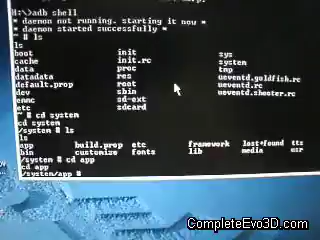 H:\>adb shell
* daemon not running. starting it now *
* daemon started successfully *
~ # ls
ls
boot init sys
cache init.rc system
data proc tmp
datadata res ueventd.goldfish.rc
default.prop root ueventd.rc
dev sbin ueventd.shooter.rc
emmc sd-ext
etc sdcard
~ # cd system
cd system
/system # ls
ls
app build.prop etc framework lost+found tts
bin customize fonts lib media usr
/system # cd app
cd app
/system/app #
CompleteEvo3D.com